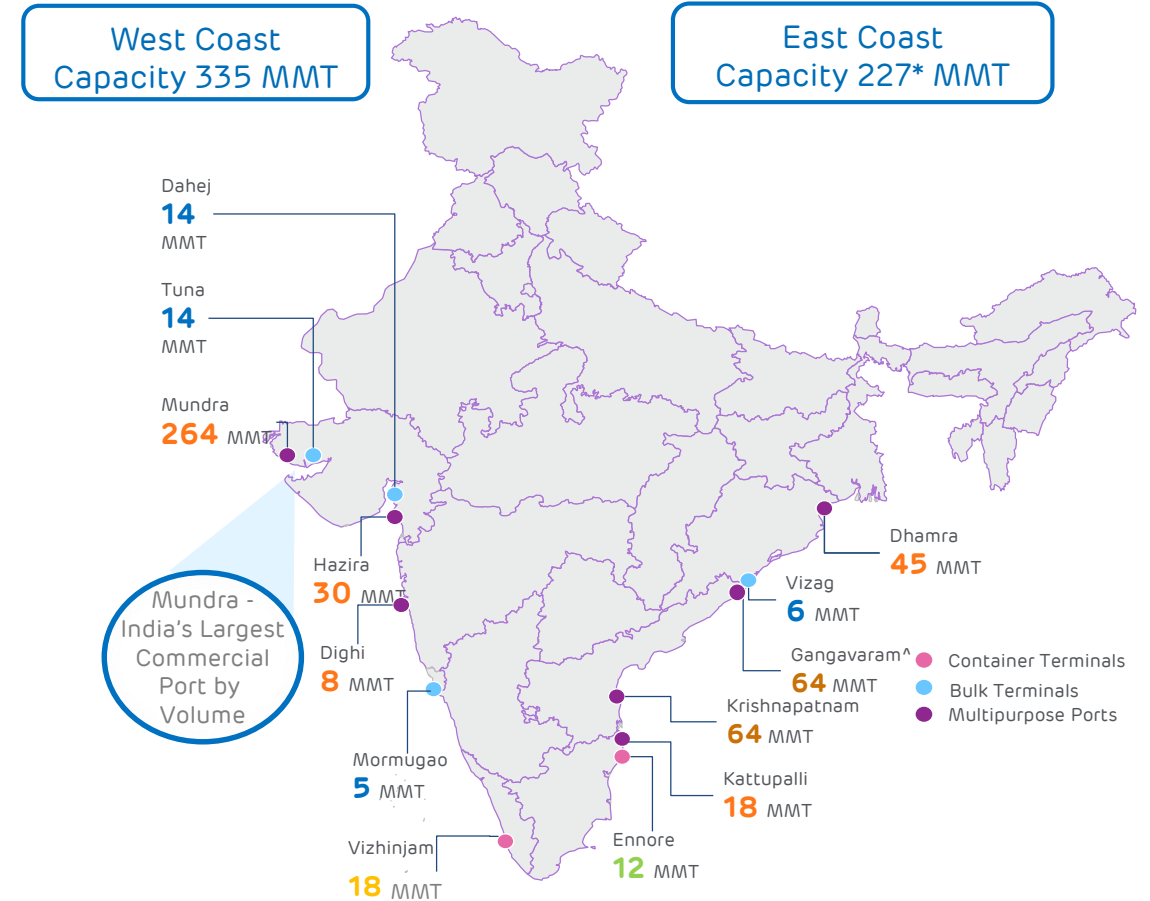 West Coast
Capacity 335 MMT
East Coast
Capacity 227* MMT
Dahej
14
MMT
Tuna
14
MMT
Mundra
264 MMT
Hazira
30 MMT
Mundra -
India's Largest
Commercial
Port by
Volume
Dighi
8 MMT
Mormugao
5 MMT
Vizhinjam
18 MMT
Dhamra
45 MMT
Vizag
6 MMT
Gangavaram^
64 MMT
Krishnapatnam
64 MMT
Kattupalli
18 MMT
Ennore
12 MMT
Container Terminals
Bulk Terminals
Multipurpose Ports